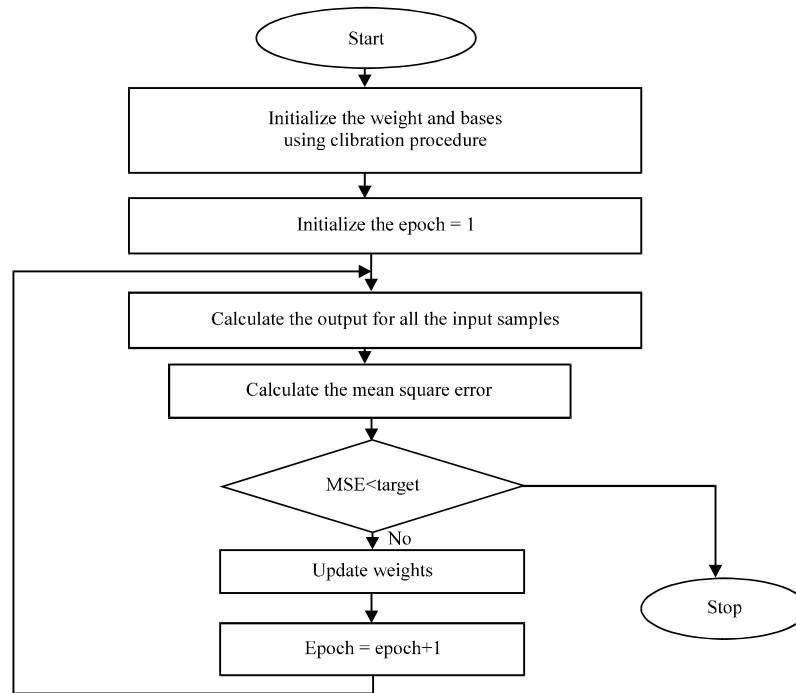 Start
Initialize the weight and bases
using clibration procedure
Initialize the epoch = 1
Calculate the output for all the input samples
Calculate the mean square error
MSE<target
No
Update weights
Stop
Epoch = epoch+1